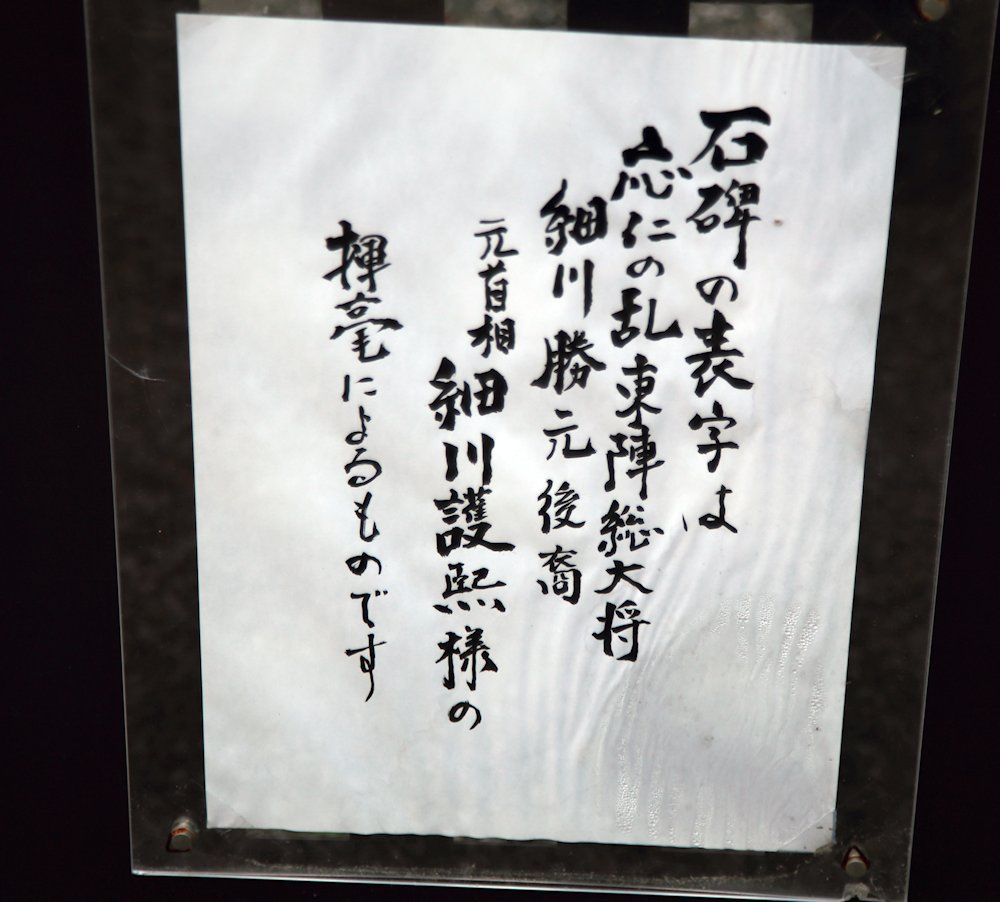 石碑の表字は
応仁の乱東陣総大将
細川勝元後裔
元首相
細川護熙様の
揮毫によるものです